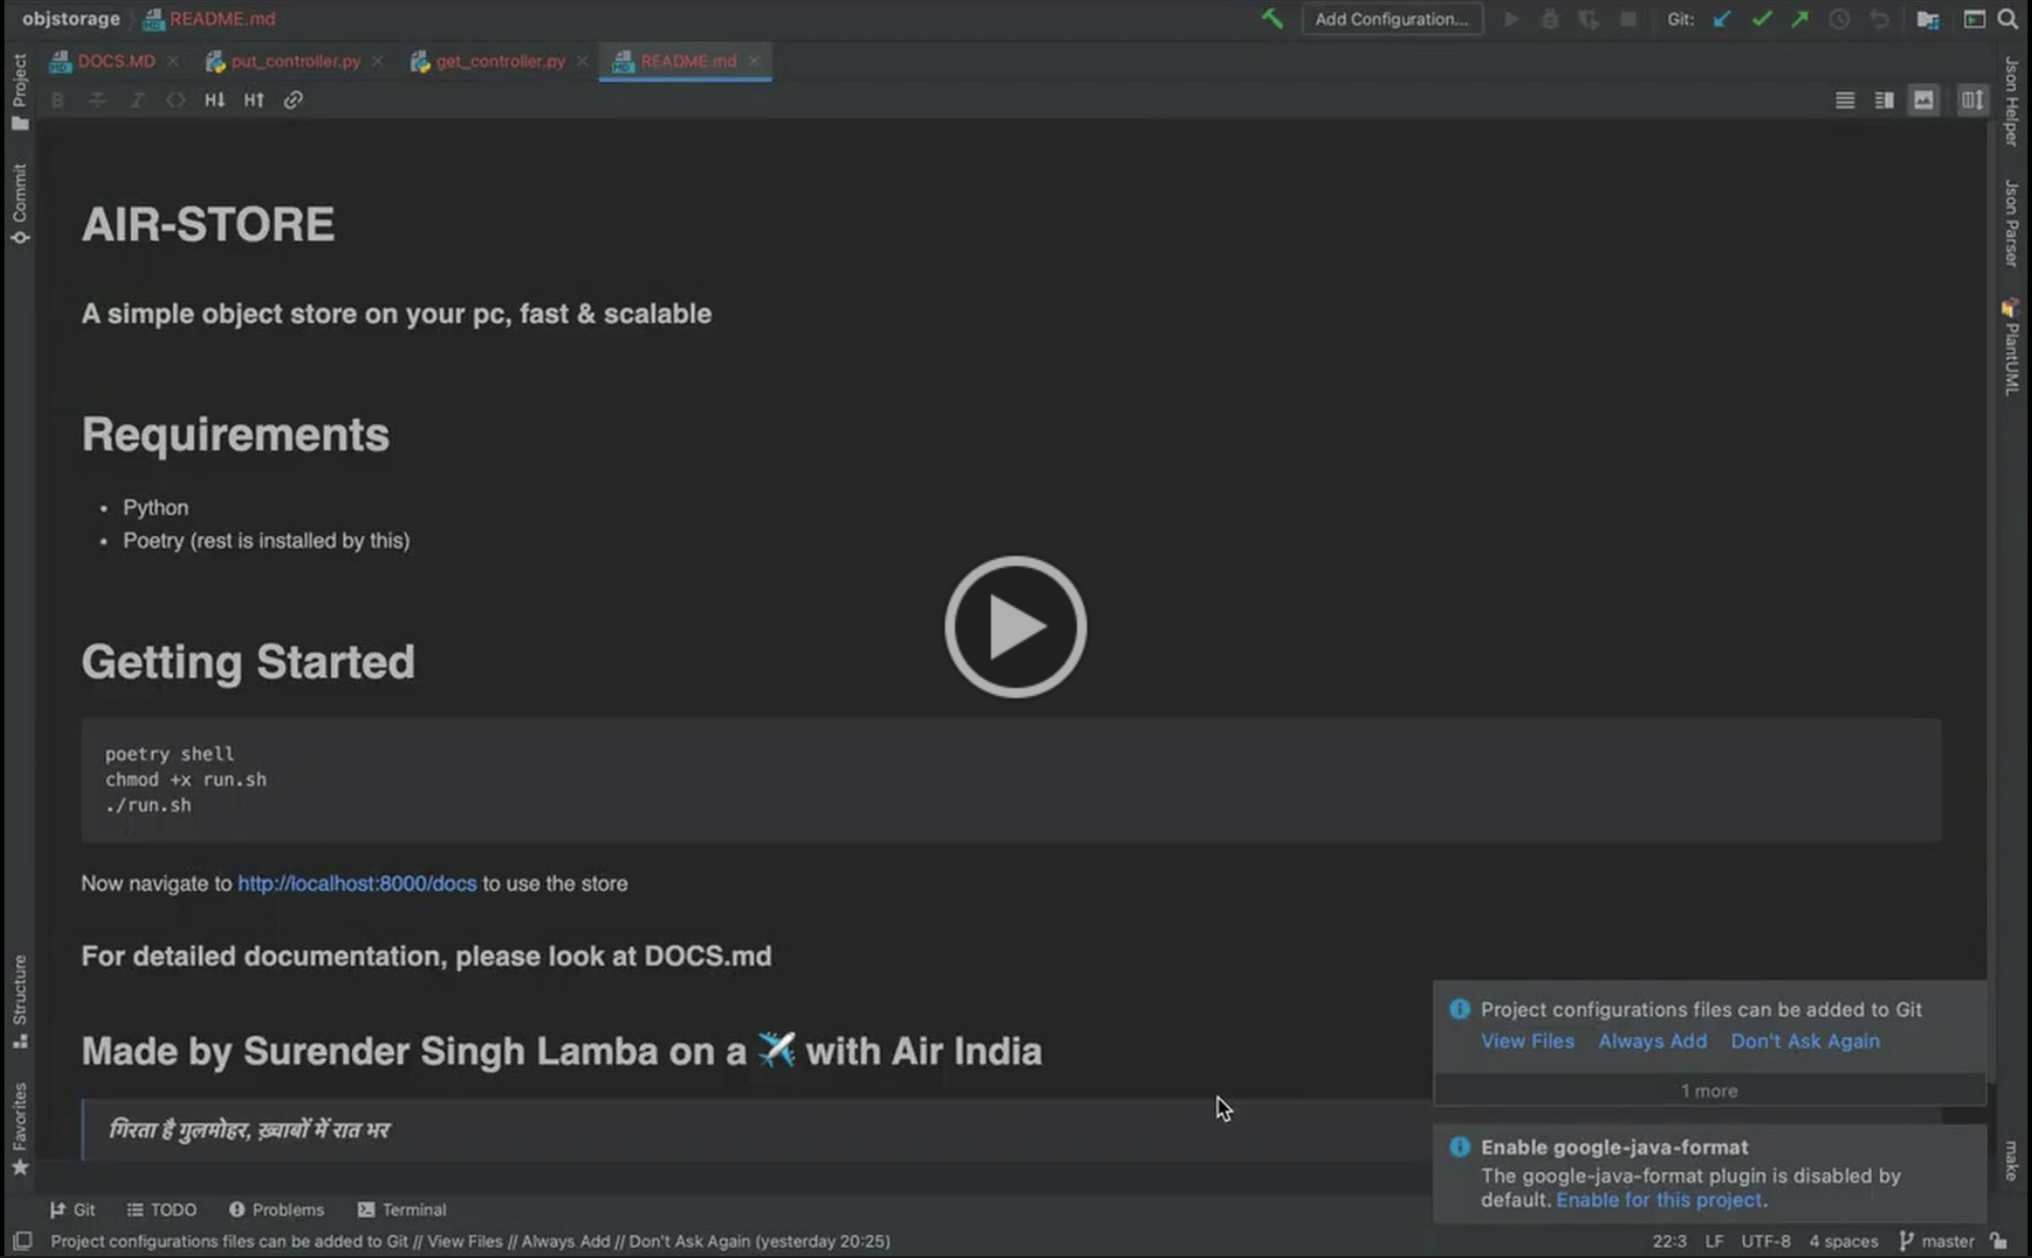 objstorage
README.md
Add Configuration...
Git:
DOCS.MD
put_controller.py
get_controller.py
README.md
B I <> H↓ H↑
Project
Commit
Structure
Favorites
Json Helper
Json Parser
PlantUML
make
AIR-STORE
A simple object store on your pc, fast & scalable
Requirements
• Python
• Poetry (rest is installed by this)
Getting Started
poetry shell
chmod +x run.sh
./run.sh
Now navigate to http://localhost:8000/docs to use the store
For detailed documentation, please look at DOCS.md
Made by Surender Singh Lamba on a ✈️ with Air India
गिरता है गुलमोहर, ख़्वाबों में रात भर
Project configurations files can be added to Git
View Files Always Add Don't Ask Again
1 more
Enable google-java-format
The google-java-format plugin is disabled by
default. Enable for this project.
Git TODO Problems Terminal
Project configurations files can be added to Git // View Files // Always Add // Don't Ask Again (yesterday 20:25)
22:3 LF UTF-8 4 spaces master